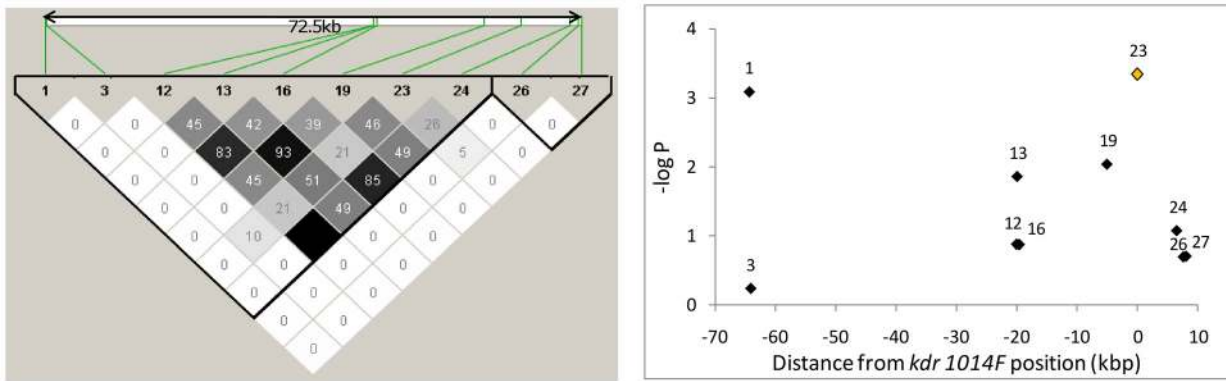 72.5kb
1 3 12 13 16 19 23 24 26 27
0 0 45 42 39 46 26 0 0
0 0 83 93 21 49 5 0
0 0 45 51 85 0 0
0 0 21 49 0 0
0 10 0 0
0 0 0 0
0 0 0
0 0
0
-log P
4
3
2
1
0
1
3
13
12
16
19
23
24
26
27
-70 -60 -50 -40 -30 -20 -10 0 10
Distance from kdr 1014F position (kbp)